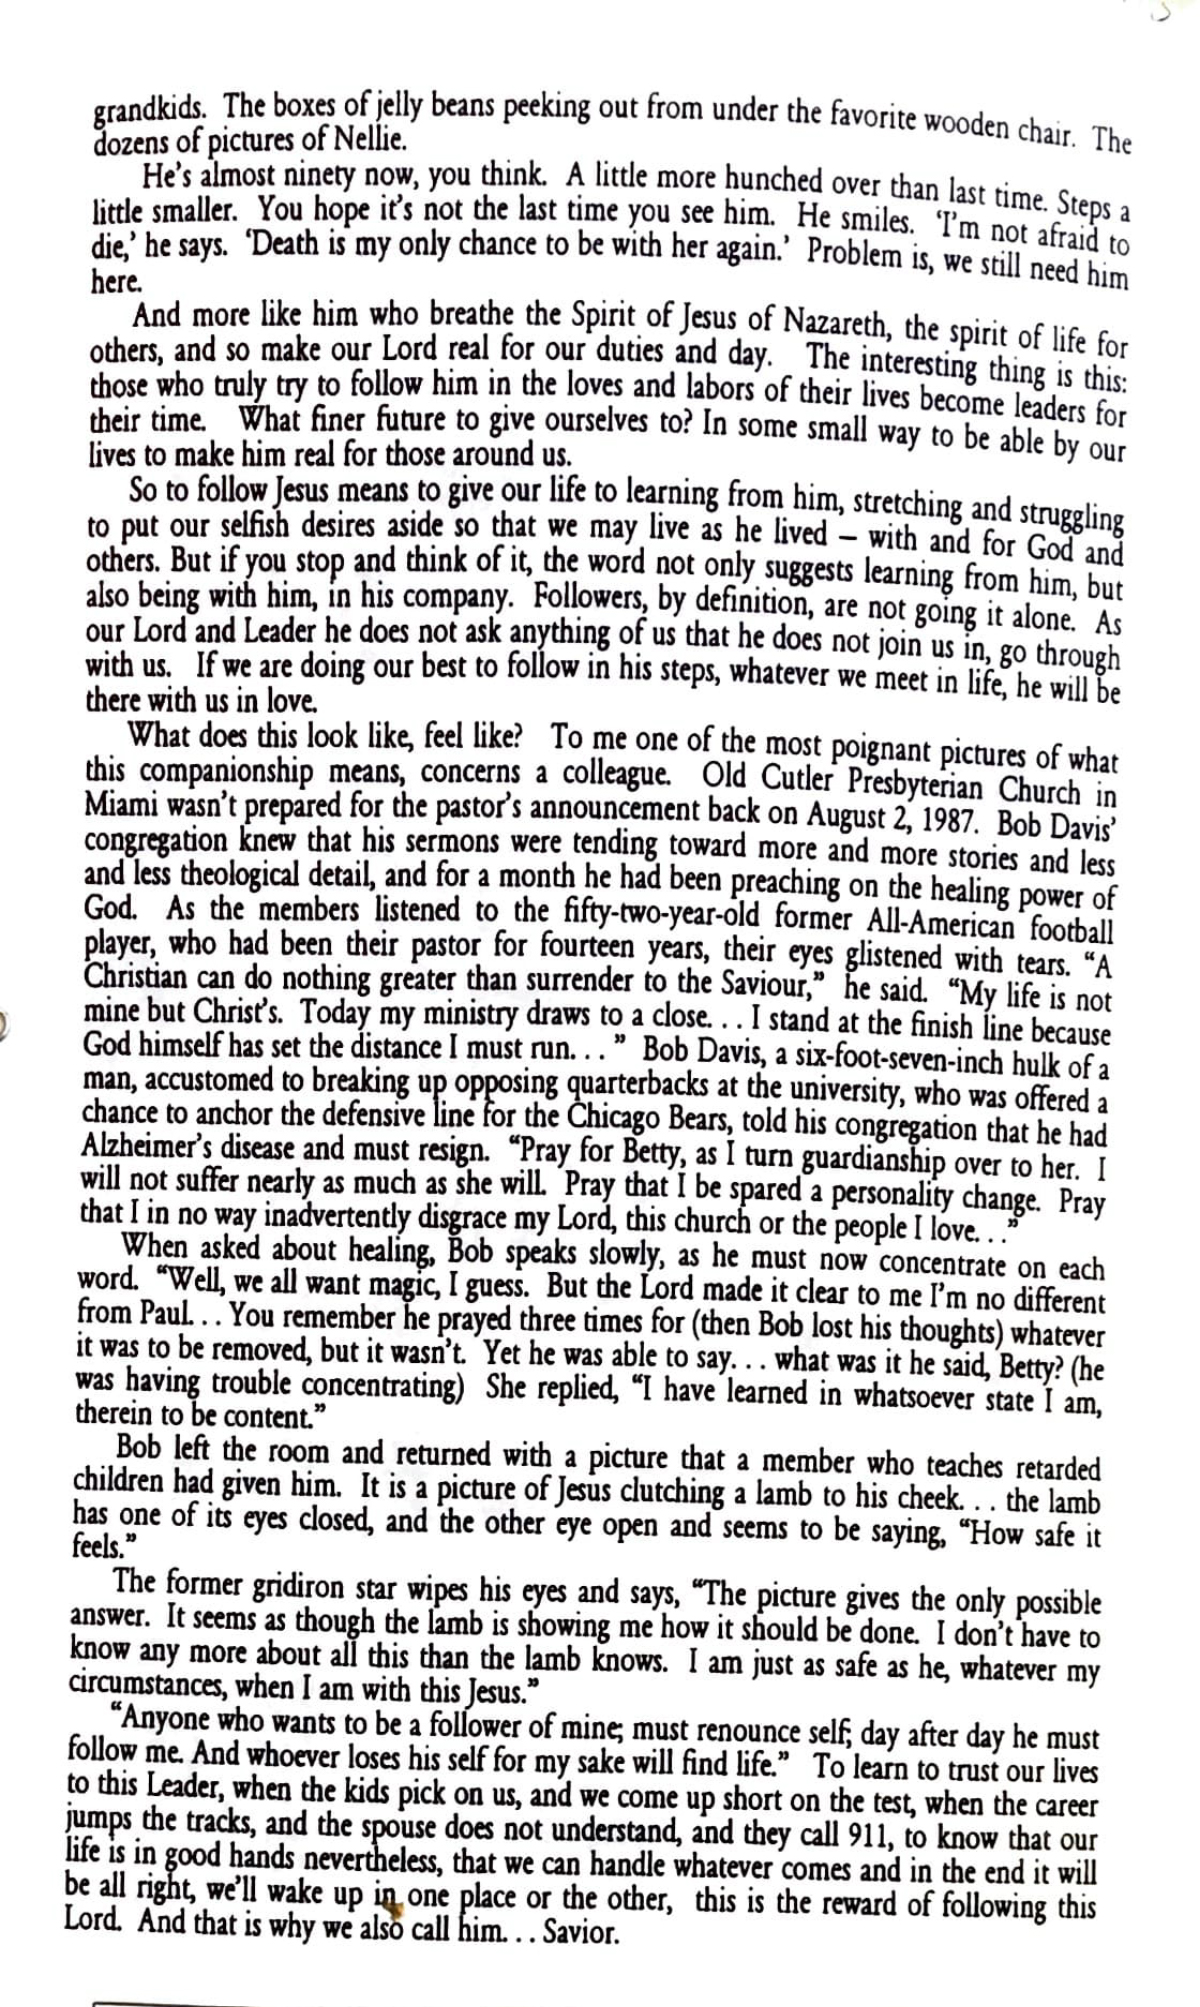 grandkids. The boxes of jelly beans peeking out from under the favorite wooden chair. The
dozens of pictures of Nellie.
He's almost ninety now, you think. A little more hunched over than last time. Steps a
little smaller. You hope it's not the last time you see him. He smiles. ‘I'm not afraid to
die,’ he says. ‘Death is my only chance to be with her again.’ Problem is, we still need him
here.
And more like him who breathe the Spirit of Jesus of Nazareth, the spirit of life for
others, and so make our Lord real for our duties and day. The interesting thing is this:
those who truly try to follow him in the loves and labors of their lives become leaders for
their time. What finer future to give ourselves to? In some small way to be able by our
lives to make him real for those around us.
So to follow Jesus means to give our life to learning from him, stretching and struggling
to put our selfish desires aside so that we may live as he lived – with and for God and
others. But if you stop and think of it, the word not only suggests learning from him, but
also being with him, in his company. Followers, by definition, are not going it alone. As
our Lord and Leader he does not ask anything of us that he does not join us in, go through
with us. If we are doing our best to follow in his steps, whatever we meet in life, he will be
there with us in love.
What does this look like, feel like? To me one of the most poignant pictures of what
this companionship means, concerns a colleague. Old Cutler Presbyterian Church in
Miami wasn't prepared for the pastor's announcement back on August 2, 1987. Bob Davis'
congregation knew that his sermons were tending toward more and more stories and less
and less theological detail, and for a month he had been preaching on the healing power of
God. As the members listened to the fifty-two-year-old former All-American football
player, who had been their pastor for fourteen years, their eyes glistened with tears. “A
Christian can do nothing greater than surrender to the Saviour,” he said. “My life is not
mine but Christ's. Today my ministry draws to a close. . . I stand at the finish line because
God himself has set the distance I must run. . . ” Bob Davis, a six-foot-seven-inch hulk of a
man, accustomed to breaking up opposing quarterbacks at the university, who was offered a
chance to anchor the defensive line for the Chicago Bears, told his congregation that he had
Alzheimer's disease and must resign. “Pray for Betty, as I turn guardianship over to her. I
will not suffer nearly as much as she will. Pray that I be spared a personality change. Pray
that I in no way inadvertently disgrace my Lord, this church or the people I love. . .”
When asked about healing, Bob speaks slowly, as he must now concentrate on each
word. “Well, we all want magic, I guess. But the Lord made it clear to me I'm no different
from Paul. . . You remember he prayed three times for (then Bob lost his thoughts) whatever
it was to be removed, but it wasn't. Yet he was able to say. . . what was it he said, Betty? (he
was having trouble concentrating) She replied, “I have learned in whatsoever state I am,
therein to be content.”
Bob left the room and returned with a picture that a member who teaches retarded
children had given him. It is a picture of Jesus clutching a lamb to his cheek. . . the lamb
has one of its eyes closed, and the other eye open and seems to be saying, “How safe it
feels.”
The former gridiron star wipes his eyes and says, “The picture gives the only possible
answer. It seems as though the lamb is showing me how it should be done. I don't have to
know any more about all this than the lamb knows. I am just as safe as he, whatever my
circumstances, when I am with this Jesus.”
“Anyone who wants to be a follower of mine; must renounce self; day after day he must
follow me. And whoever loses his self for my sake will find life.” To learn to trust our lives
to this Leader, when the kids pick on us, and we come up short on the test, when the career
jumps the tracks, and the spouse does not understand, and they call 911, to know that our
life is in good hands nevertheless, that we can handle whatever comes and in the end it will
be all right, we'll wake up in one place or the other, this is the reward of following this
Lord. And that is why we also call him. . . Savior.